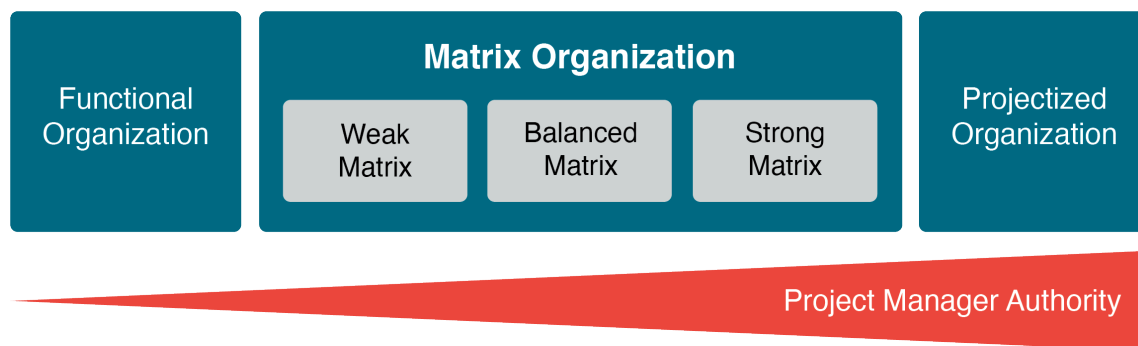 Functional
Organization
Matrix Organization
Weak
Matrix
Balanced
Matrix
Strong
Matrix
Projectized
Organization
Project Manager Authority